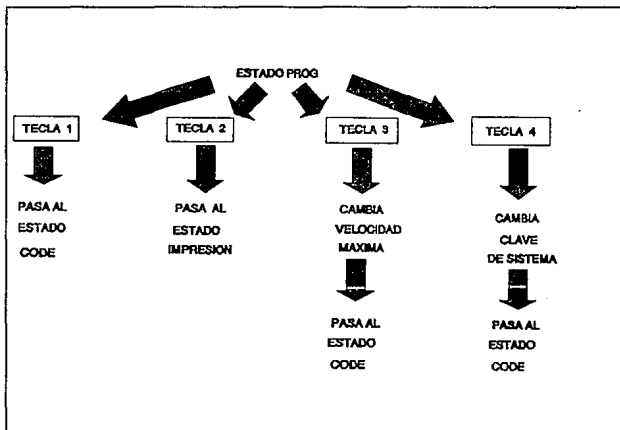 ESTADO PROG
TECLA 1
TECLA 2
TECLA 3
TECLA 4
PASA AL
ESTADO
CODE
PASA AL
ESTADO
IMPRESION
CAMBIA
VELOCIDAD
MAXIMA
PASA AL
ESTADO
CODE
CAMBIA
CLAVE
DE SISTEMA
PASA AL
ESTADO
CODE